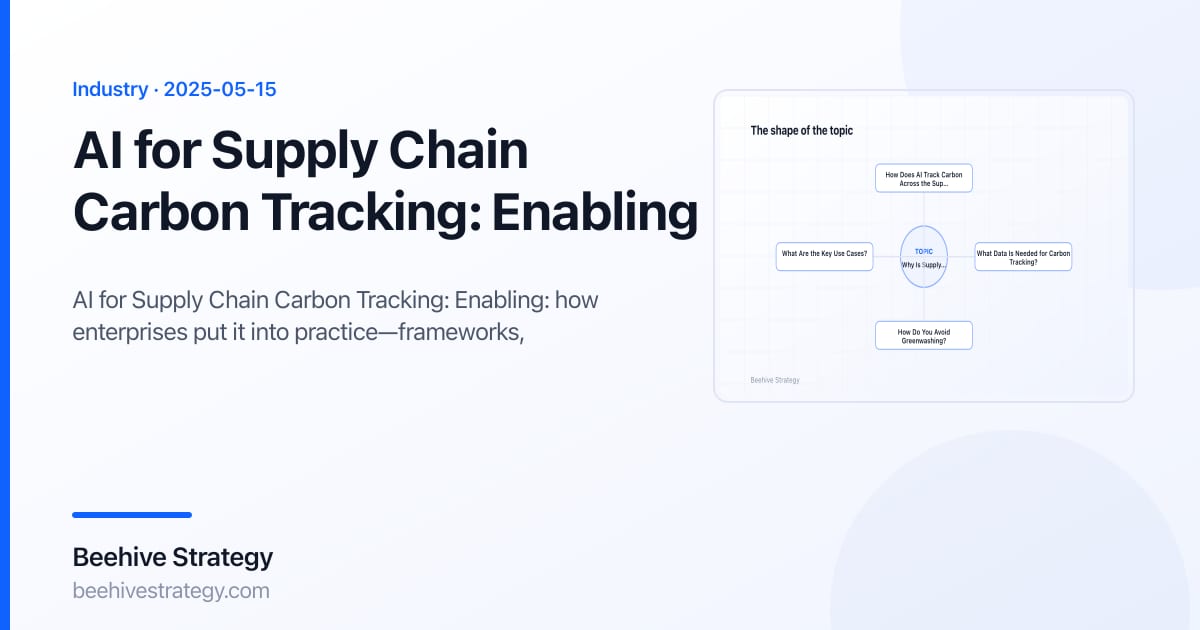 Industry · 2025-05-15
AI for Supply Chain
Carbon Tracking: Enabling
AI for Supply Chain Carbon Tracking: Enabling: how
enterprises put it into practice—frameworks,
The shape of the topic
How Does AI Track Carbon
Across the Sup...
What Are the Key Use Cases?
TOPIC
Why Is Supply...
What Data Is Needed for Carbon
Tracking?
How Do You Avoid
Greenwashing?
Beehive Strategy
Beehive Strategy
beehivestrategy.com